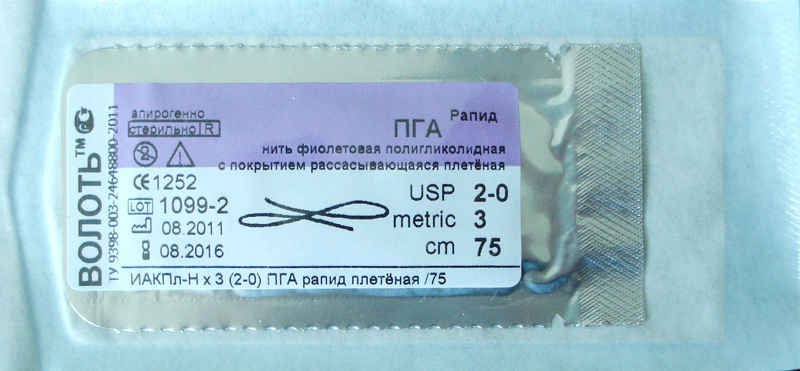 ВОЛОТЬ™
ТУ 9398-003-24648800-2011
апирогенно
стерильно R
Рапид
ПГА
нить фиолетовая полигликолидная
с покрытием рассасывающаяся плетёная
CE 1252
LOT 1099-2
08.2011
08.2016
USP 2-0
metric 3
cm 75
ИАКПл-Н х 3 (2-0) ПГА рапид плетёная /75